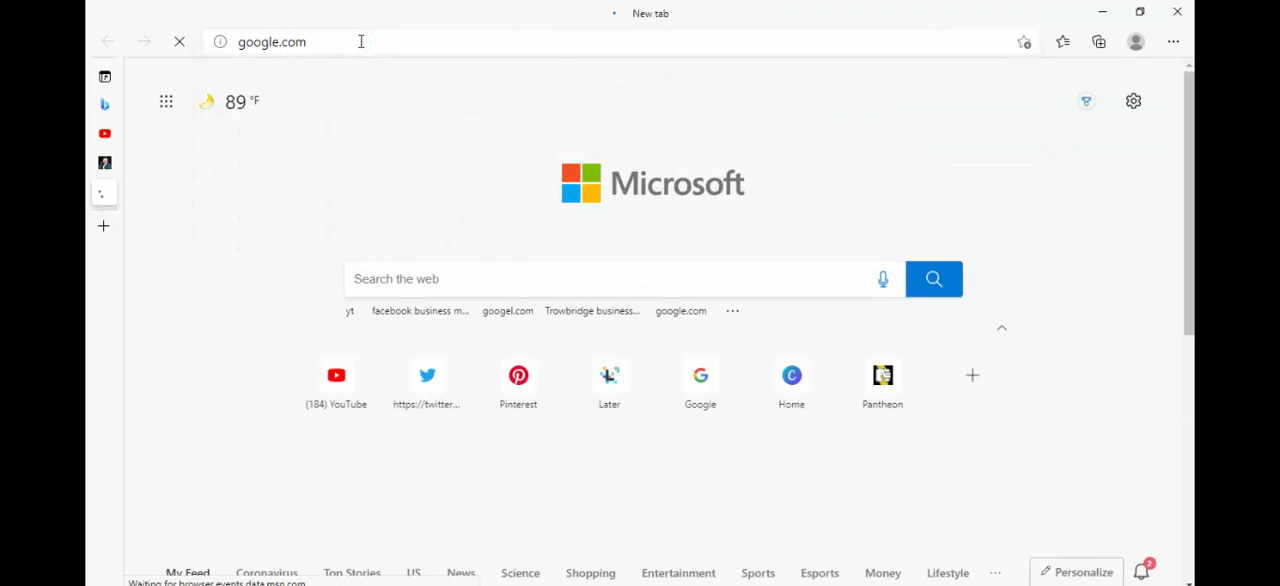 New tab
google.com
89 °F
Microsoft
Search the web
yt facebook business m... googel.com Trowbridge business... google.com ...
(184) YouTube https://twitter... Pinterest Later Google Home Pantheon
My Feed Coronavirus Top Stories US News Science Shopping Entertainment Sports Esports Money Lifestyle ... Personalize 2
Waiting for browser.events.data.msn.com...